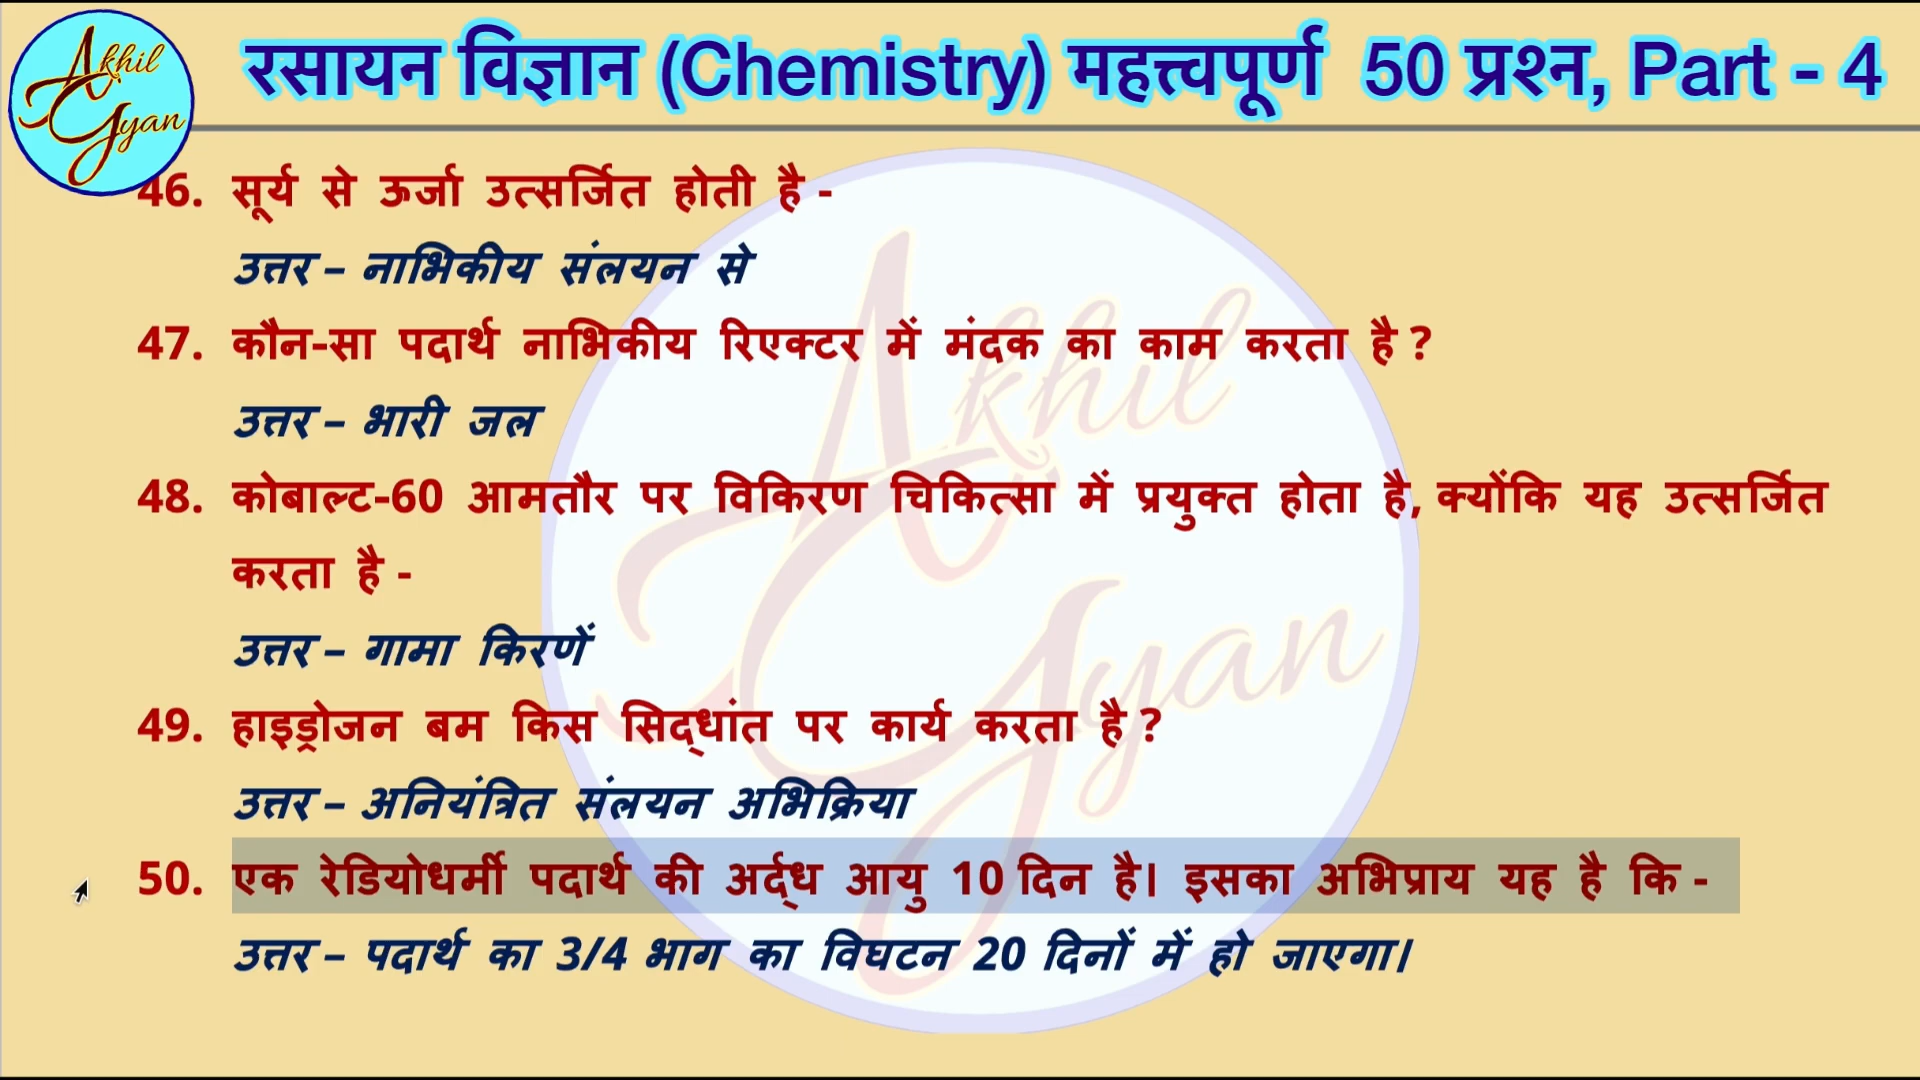 Akhil Gyan
रसायन विज्ञान (Chemistry) महत्त्वपूर्ण 50 प्रश्न, Part - 4
46. सूर्य से ऊर्जा उत्सर्जित होती है -
उत्तर – नाभिकीय संलयन से
47. कौन-सा पदार्थ नाभिकीय रिएक्टर में मंदक का काम करता है ?
उत्तर – भारी जल
48. कोबाल्ट-60 आमतौर पर विकिरण चिकित्सा में प्रयुक्त होता है, क्योंकि यह उत्सर्जित
करता है -
उत्तर – गामा किरणें
49. हाइड्रोजन बम किस सिद्धांत पर कार्य करता है ?
उत्तर – अनियंत्रित संलयन अभिक्रिया
50. एक रेडियोधर्मी पदार्थ की अर्द्ध आयु 10 दिन है। इसका अभिप्राय यह है कि -
उत्तर – पदार्थ का 3/4 भाग का विघटन 20 दिनों में हो जाएगा।
Akhil
Gyan